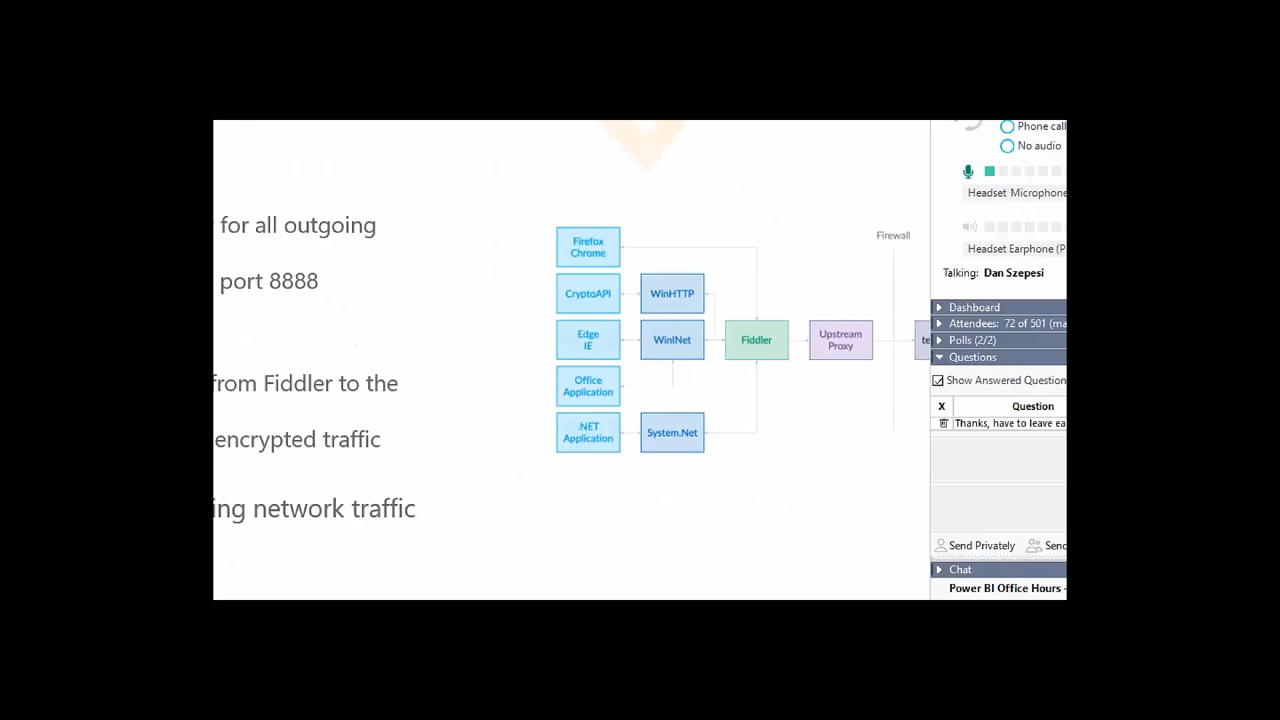 for all outgoing
port 8888
from Fiddler to the
encrypted traffic
ing network traffic
Firefox
Chrome
CryptoAPI
WinHTTP
Edge
IE
WinINet
Fiddler
Upstream
Proxy
te
Office
Application
.NET
Application
System.Net
Firewall
Phone call
No audio
Headset Microphone
Headset Earphone (P
Talking: Dan Szepesi
Dashboard
Attendees: 72 of 501 (ma
Polls (2/2)
Questions
Show Answered Question
X Question
Thanks, have to leave ea
Send Privately Send
Chat
Power BI Office Hours -